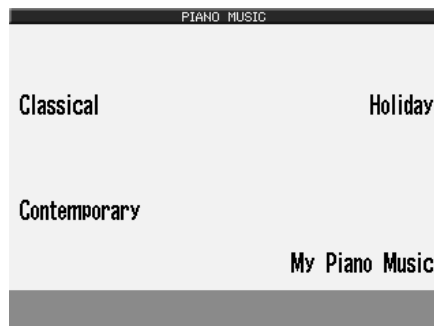 PIANO MUSIC
Classical
Holiday
Contemporary
My Piano Music